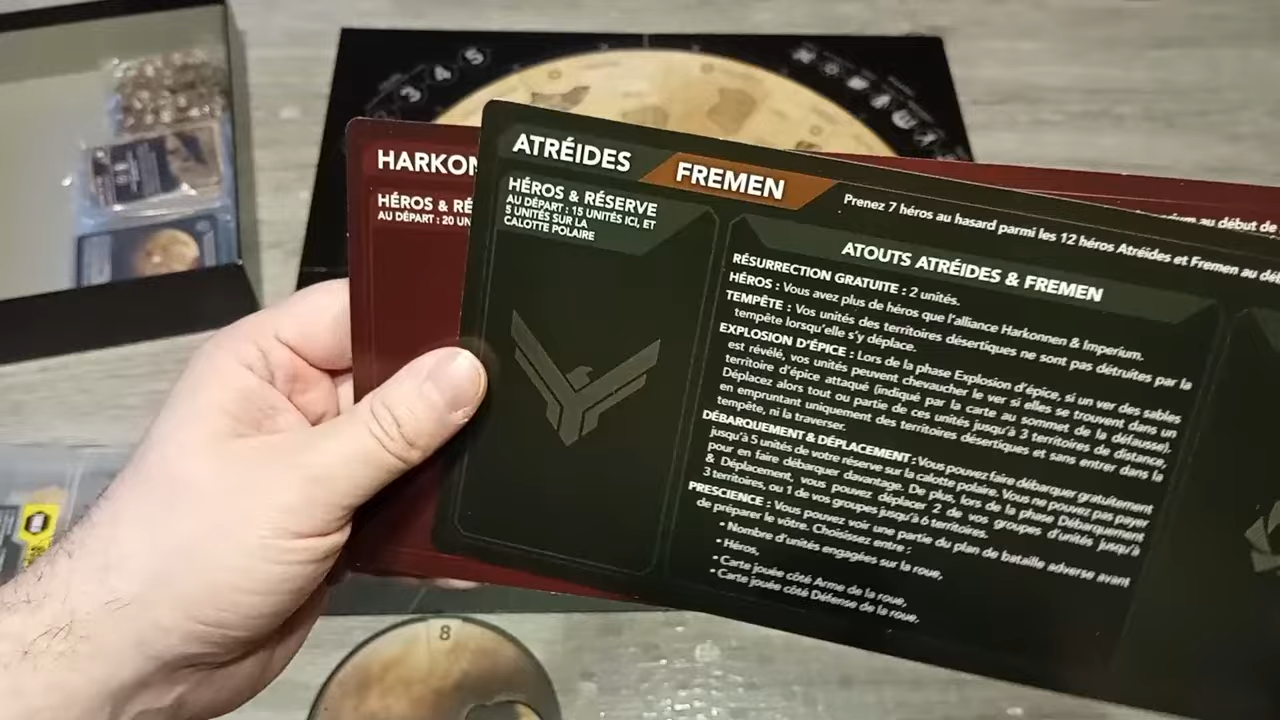 3 4 5
HARKON
HÉROS & RÉ
AU DÉPART : 20 UN
ATRÉIDES
FREMEN
HÉROS & RÉSERVE
AU DÉPART : 15 UNITÉS ICI, ET
5 UNITÉS SUR LA
CALOTTE POLAIRE
au début de
Prenez 7 héros au hasard parmi les 12 héros Atréides et Fremen au dé
ATOUTS ATRÉIDES & FREMEN
RÉSURRECTION GRATUITE : 2 unités.
HÉROS : Vous avez plus de héros que l'alliance Harkonnen & Imperium.
TEMPÊTE : Vos unités des territoires désertiques ne sont pas détruites par la
tempête lorsqu'elle s'y déplace.
EXPLOSION D'ÉPICE : Lors de la phase Explosion d'épice, si un ver des sables
est révélé, vos unités peuvent chevaucher le ver si elles se trouvent dans un
territoire d'épice attaqué (indiqué par la carte au sommet de la défausse).
Déplacez alors tout ou partie de ces unités jusqu'à 3 territoires de distance,
en empruntant uniquement des territoires désertiques et sans entrer dans la
tempête, ni la traverser.
DÉBARQUEMENT & DÉPLACEMENT : Vous pouvez faire débarquer gratuitement
jusqu'à 5 unités de votre réserve sur la calotte polaire. Vous ne pouvez pas payer
pour en faire débarquer davantage. De plus, lors de la phase Débarquement
& Déplacement, vous pouvez déplacer 2 de vos groupes d'unités jusqu'à
3 territoires, ou 1 de vos groupes jusqu'à 6 territoires.
PRESCIENCE : Vous pouvez voir une partie du plan de bataille adverse avant
de préparer le vôtre. Choisissez entre :
• Nombre d'unités engagées sur la roue,
• Héros,
• Carte jouée côté Arme de la roue,
• Carte jouée côté Défense de la roue.
8